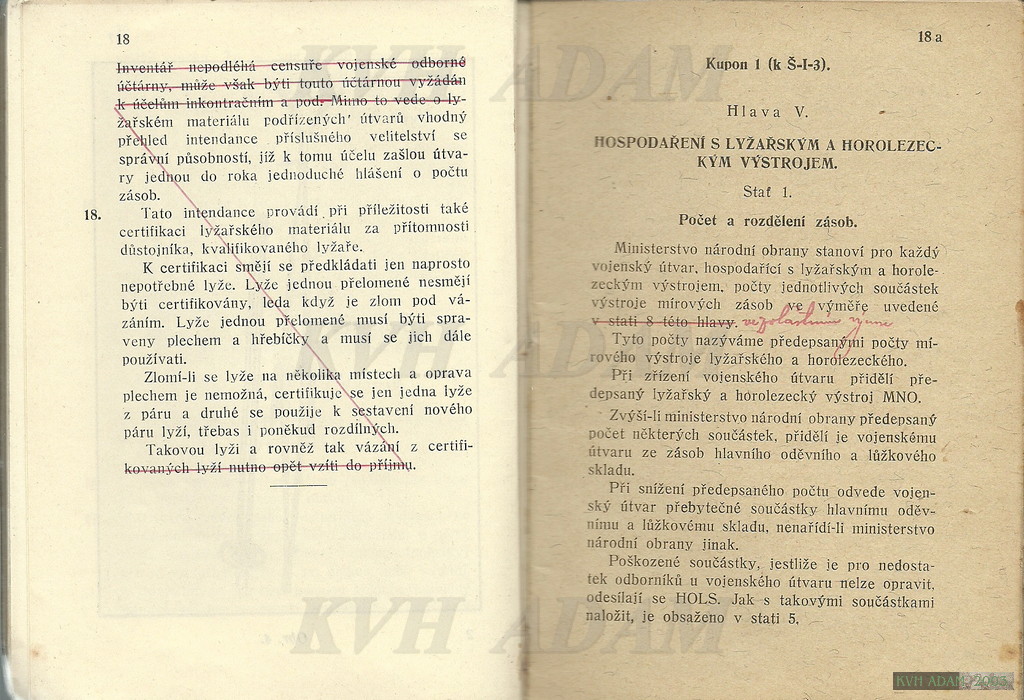 18
Inventář nepodléhá censuře vojenské odborné
účtárny, může však býti touto účtárnou vyžádán
k účelům inkontračním a pod. Mimo to vede o ly-
žařském materiálu podřízených útvarů vhodný
přehled intendance příslušného velitelství se
správní působností, jíž k tomu účelu zašlou útva-
ry jednou do roka jednoduché hlášení o počtu
zásob.
18. Tato intendance provádí při příležitosti také
certifikaci lyžařského materiálu za přítomnosti
důstojníka, kvalifikovaného lyžaře.
K certifikaci smějí se předkládati jen naprosto
nepotřebné lyže. Lyže jednou přelomené nesmějí
býti certifikovány, leda když je zlom pod vá-
záním. Lyže jednou přelomené musí býti spra-
veny plechem a hřebíčky a musí se jich dále
používati.
Zlomí-li se lyže na několika místech a oprava
plechem je nemožná, certifikuje se jen jedna lyže
z páru a druhé se použije k sestavení nového
páru lyží, třebas i poněkud rozdílných.
Takovou lyži a rovněž tak vázání z certifi-
kovaných lyží nutno opět vzíti do příjmu.
18 a
Kupon 1 (k Š-I-3).
Hlava V.
HOSPODAŘENÍ S LYŽAŘSKÝM A HOROLEZEC-
KÝM VÝSTROJEM.
Stať 1.
Počet a rozdělení zásob.
Ministerstvo národní obrany stanoví pro každý
vojenský útvar, hospodařící s lyžařským a horole-
zeckým výstrojem, počty jednotlivých součástek
výstroje mírových zásob ve výměře uvedené
v stati 8 této hlavy.
Tyto počty nazýváme předepsanými počty mí-
rového výstroje lyžařského a horolezeckého.
Při zřízení vojenského útvaru přidělí pře-
depsaný lyžařský a horolezecký výstroj MNO.
Zvýší-li ministerstvo národní obrany předepsaný
počet některých součástek, přidělí je vojenskému
útvaru ze zásob hlavního oděvního a lůžkového
skladu.
Při snížení předepsaného počtu odvede vojen-
ský útvar přebytečné součástky hlavnímu oděv-
nímu a lůžkovému skladu, nenařídí-li ministerstvo
národní obrany jinak.
Poškozené součástky, jestliže je pro nedosta-
tek odborníků u vojenského útvaru nelze opravit,
odesílají se HOLS. Jak s takovými součástkami
naložit, je obsaženo v stati 5.
KVH ADAM
KVH ADAM
KVH ADAM
KVH ADAM